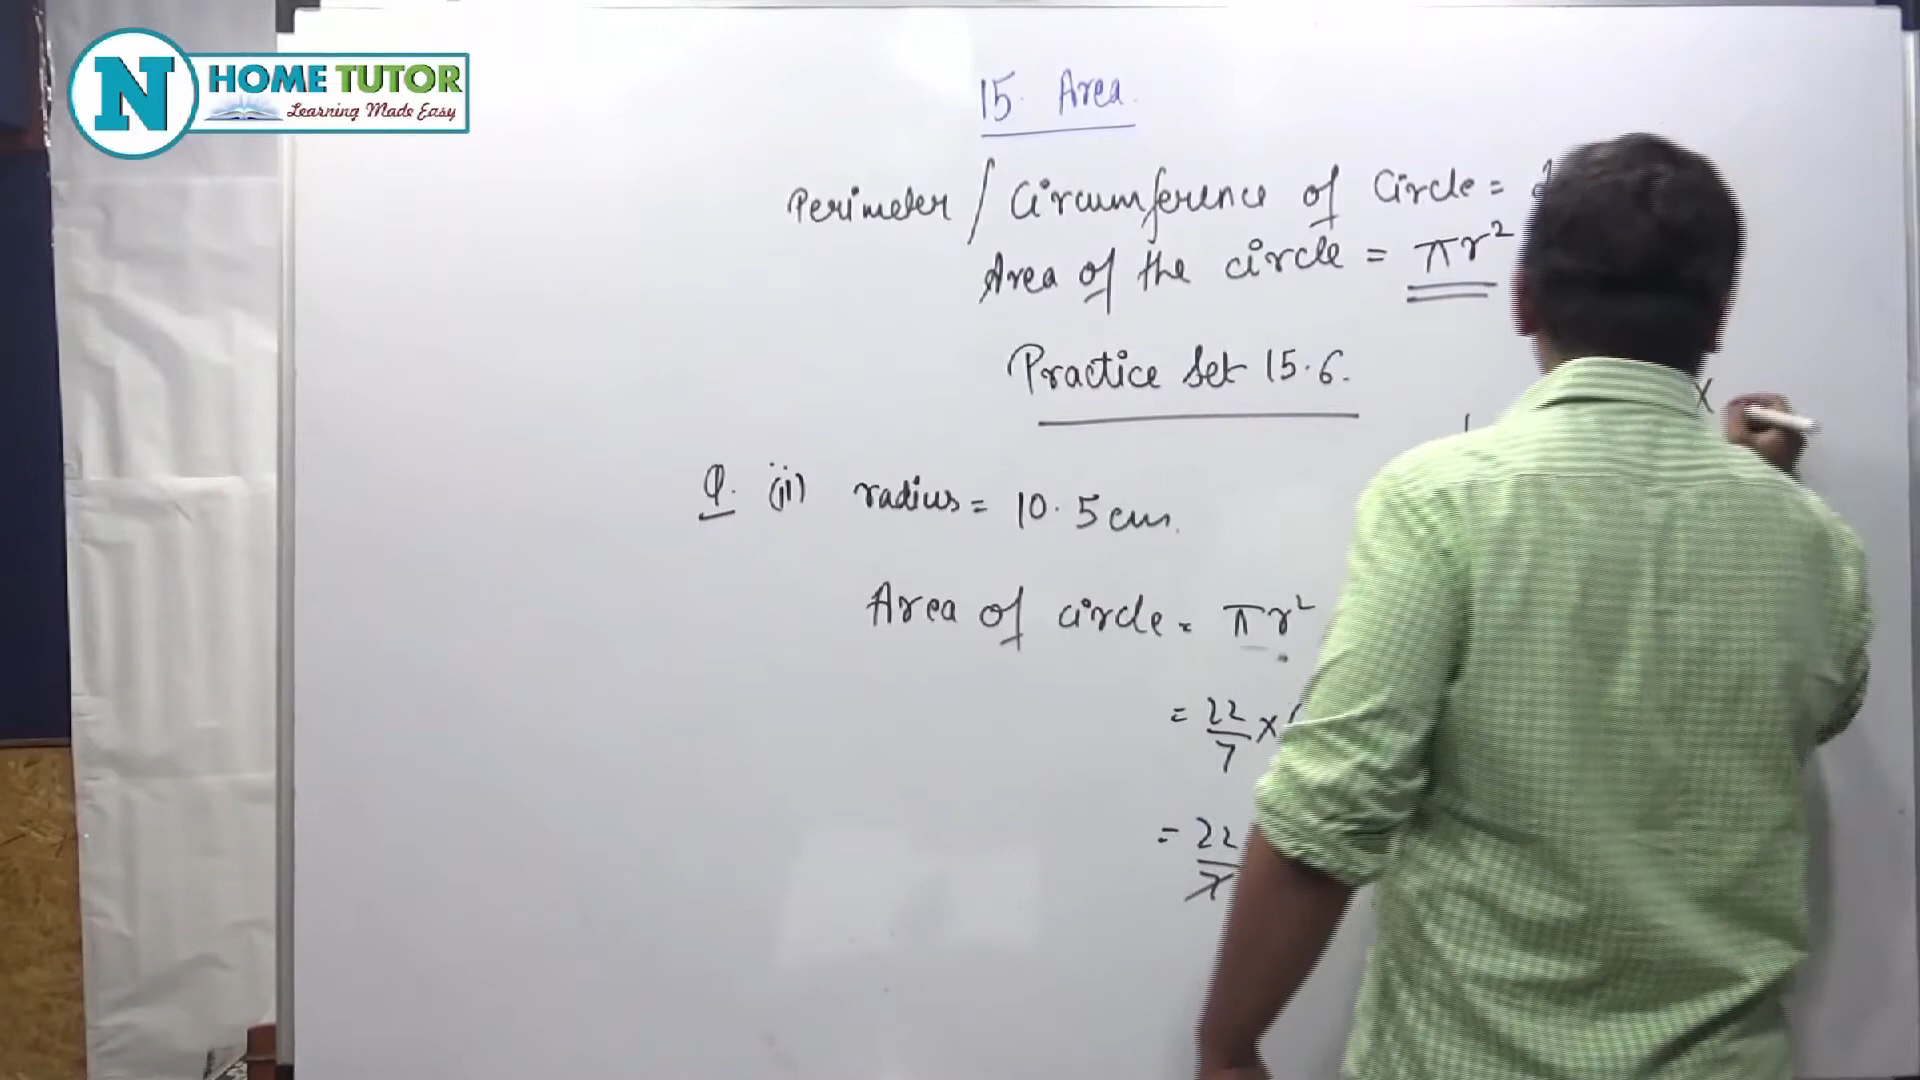 N HOME TUTOR
Learning Made Easy
15. Area.
Perimeter / Circumference of Circle =
Area of the circle = πr²
Practice Set 15.6.
Q. (ii) radius = 10.5 cm.
Area of circle = πr²
= 22/7 ×
= 22/7
×